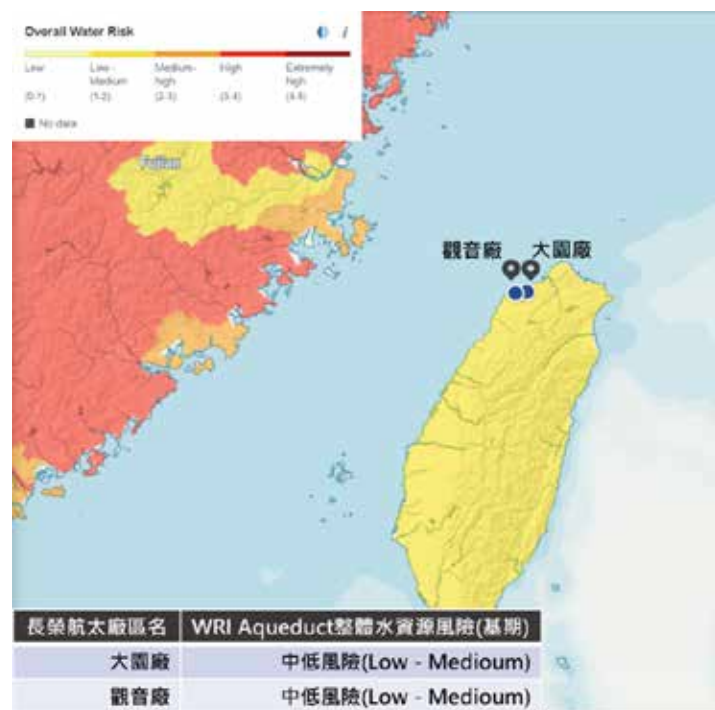 Overall Water Risk
Low
Low - Medium
Medium-high
High
Extremely high
(0-1)
(1-2)
(2-3)
(3-4)
(4-5)
No data
Fujian
觀音廠
大園廠
長榮航太廠區名 WRI Aqueduct整體水資源風險(基期)
大園廠 中低風險(Low - Medioum)
觀音廠 中低風險(Low - Medioum)